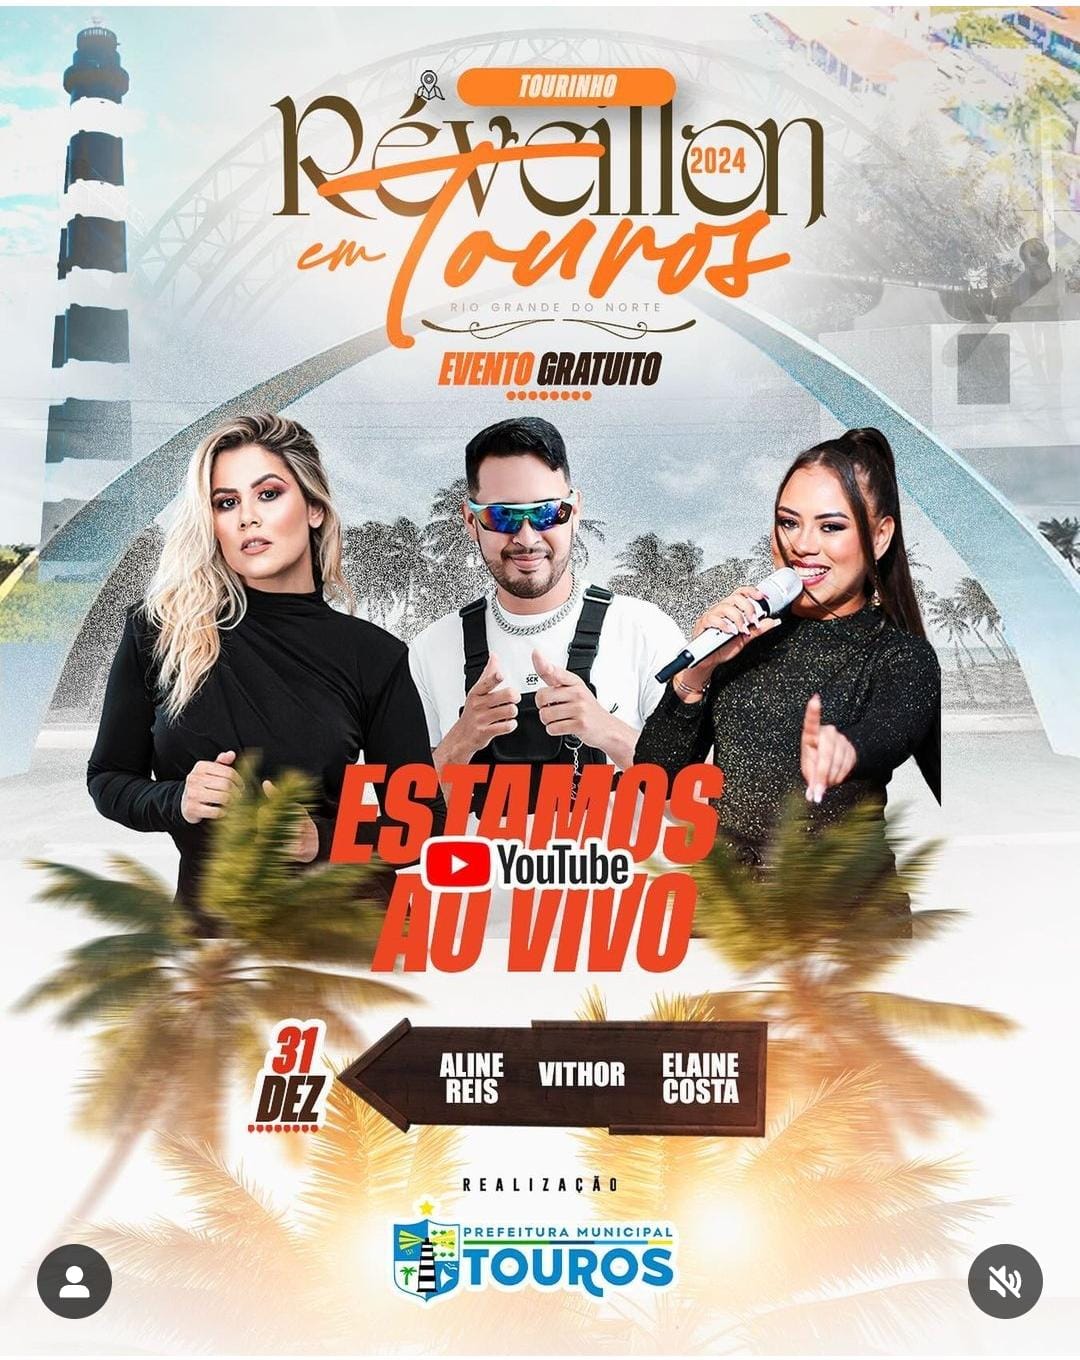 TOURINHO
Réveillon
2024
em Touros
RIO GRANDE DO NORTE
EVENTO GRATUITO
SCK
ESTAMOS
YouTube
AO VIVO
31
DEZ
ALINE
REIS
VITHOR
ELAINE
COSTA
REALIZAÇÃO
PREFEITURA MUNICIPAL
TOUROS